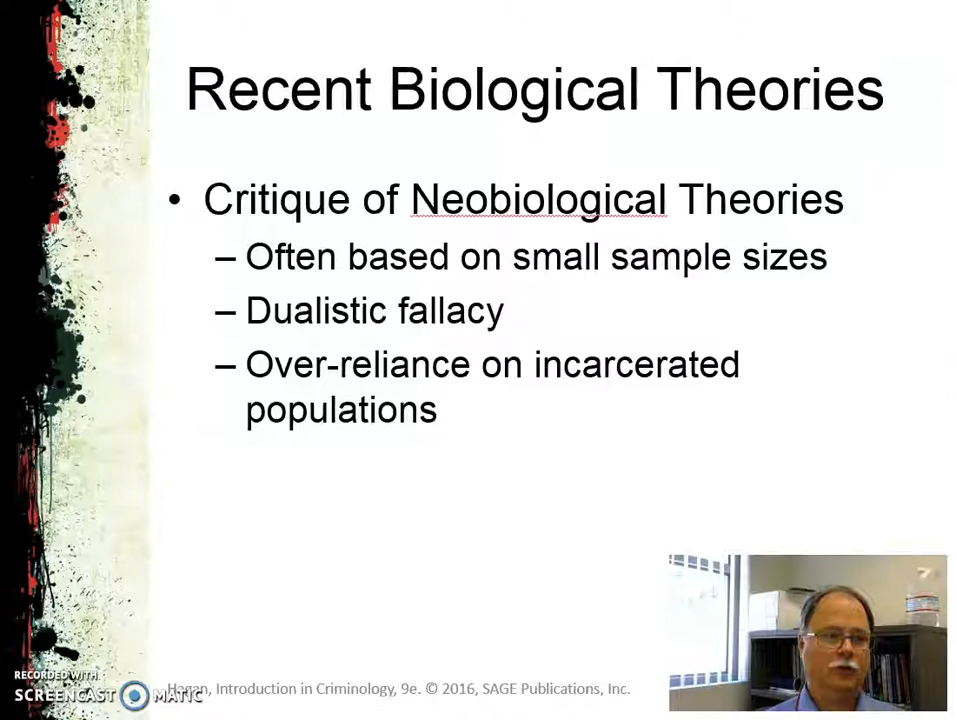 Recent Biological Theories
• Critique of Neobiological Theories
– Often based on small sample sizes
– Dualistic fallacy
– Over-reliance on incarcerated
populations
RECORDED WITH
SCREENCAST MATIC
Introduction in Criminology, 9e. © 2016, SAGE Publications, Inc.